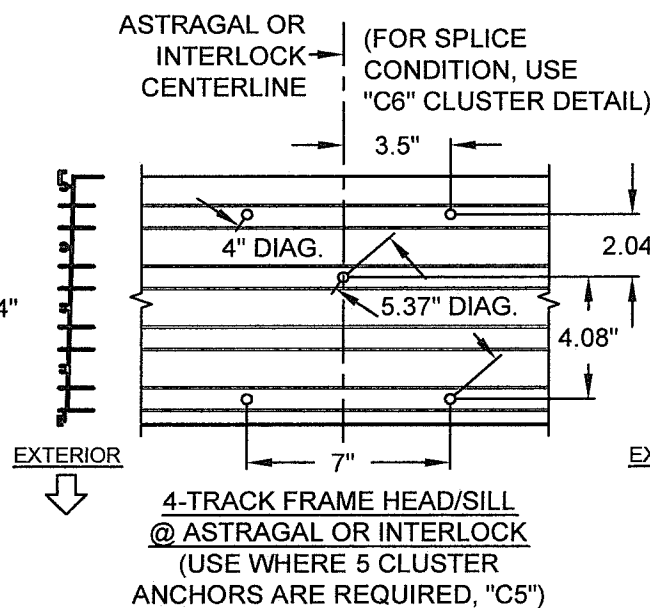 ASTRAGAL OR
INTERLOCK
CENTERLINE
(FOR SPLICE
CONDITION, USE
"C6" CLUSTER DETAIL)
3.5"
4" DIAG.
2.04
5.37" DIAG.
4"
4.08"
EXTERIOR
7"
EX
4-TRACK FRAME HEAD/SILL
@ ASTRAGAL OR INTERLOCK
(USE WHERE 5 CLUSTER
ANCHORS ARE REQUIRED, "C5")